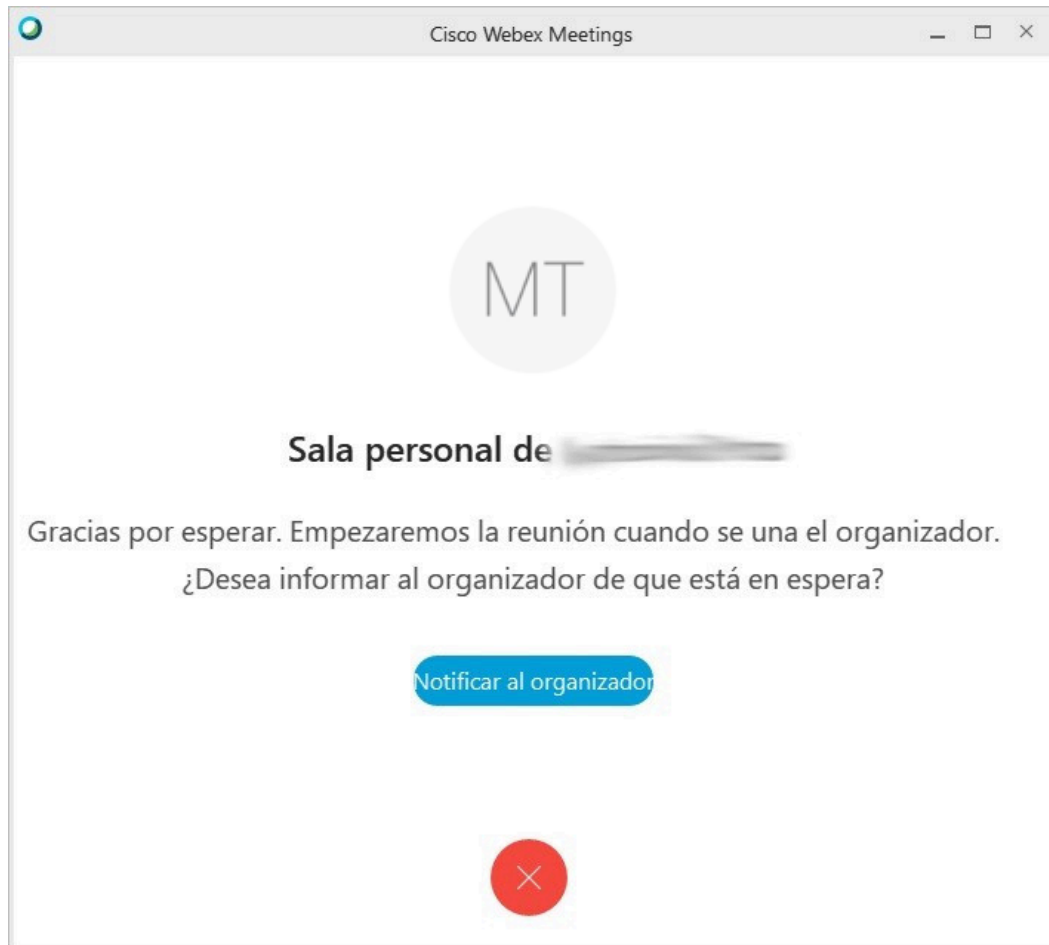 Cisco Webex Meetings
MT
Sala personal de
Gracias por esperar. Empezaremos la reunión cuando se una el organizador.
¿Desea informar al organizador de que está en espera?
Notificar al organizador